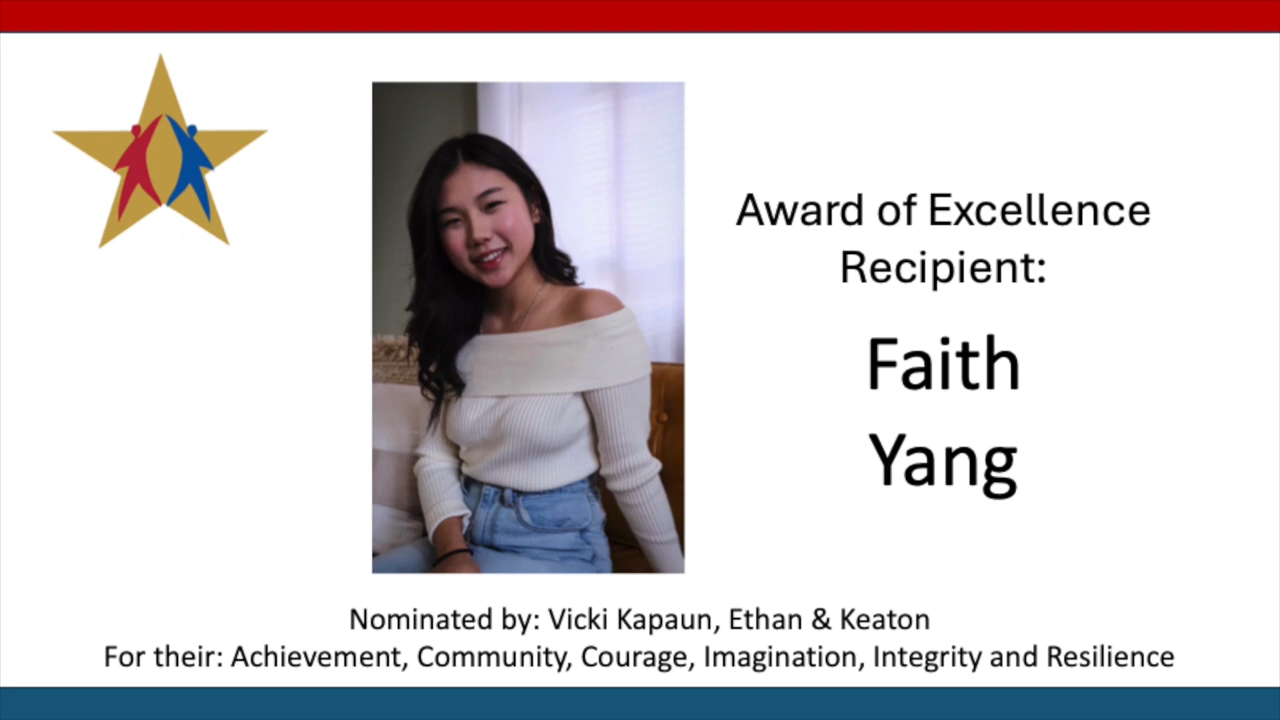 Award of Excellence
Recipient:
Faith
Yang
Nominated by: Vicki Kapaun, Ethan & Keaton
For their: Achievement, Community, Courage, Imagination, Integrity and Resilience